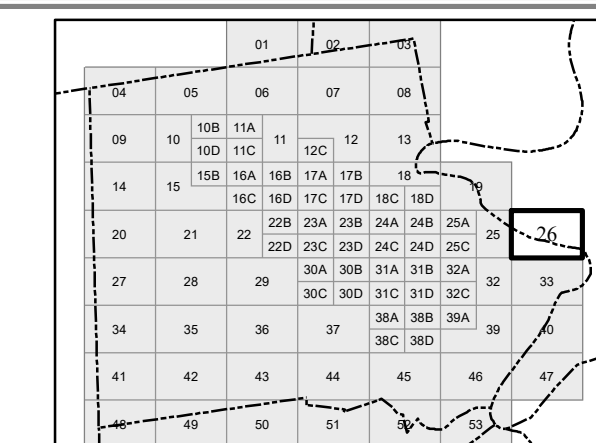 01 02 03
04 05 06 07 08
10B 11A
09 10 11 12 13
10D 11C 12C
15B 16A 16B 17A 17B 18
14 15 19
16C 16D 17C 17D 18C 18D
22B 23A 23B 24A 24B 25A
20 21 22 25 26
22D 23C 23D 24C 24D 25C
30A 30B 31A 31B 32A
27 28 29 32 33
30C 30D 31C 31D 32C
38A 38B 39A
34 35 36 37 39 40
38C 38D
41 42 43 44 45 46 47
48 49 50 51 52 53